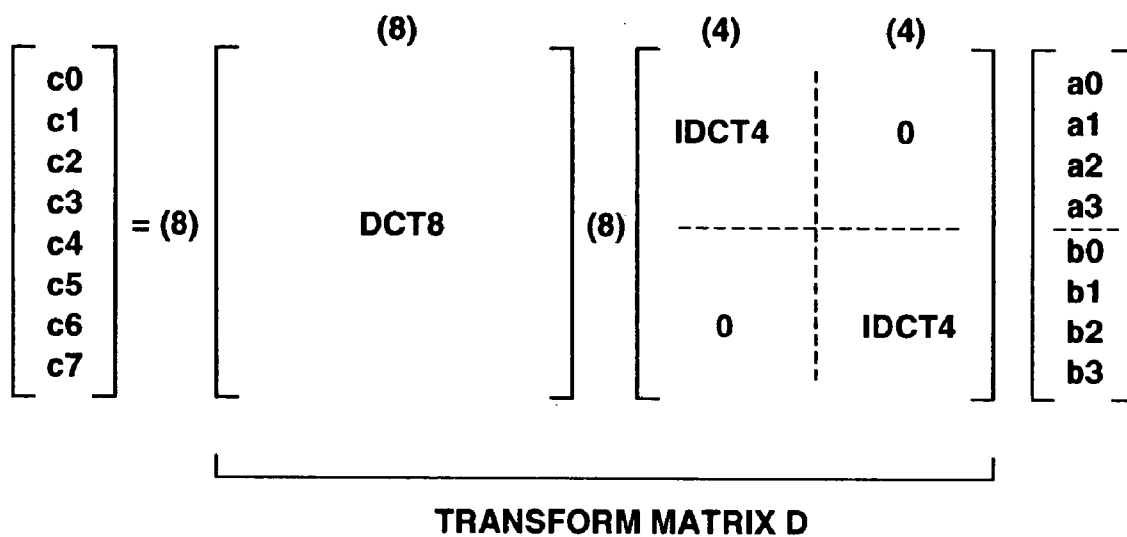 (8) (4) (4)
c0 a0
c1 IDCT4 0 a1
c2 a2
c3 = (8) DCT8 (8) a3
c4 b0
c5 0 IDCT4 b1
c6 b2
c7 b3
TRANSFORM MATRIX D